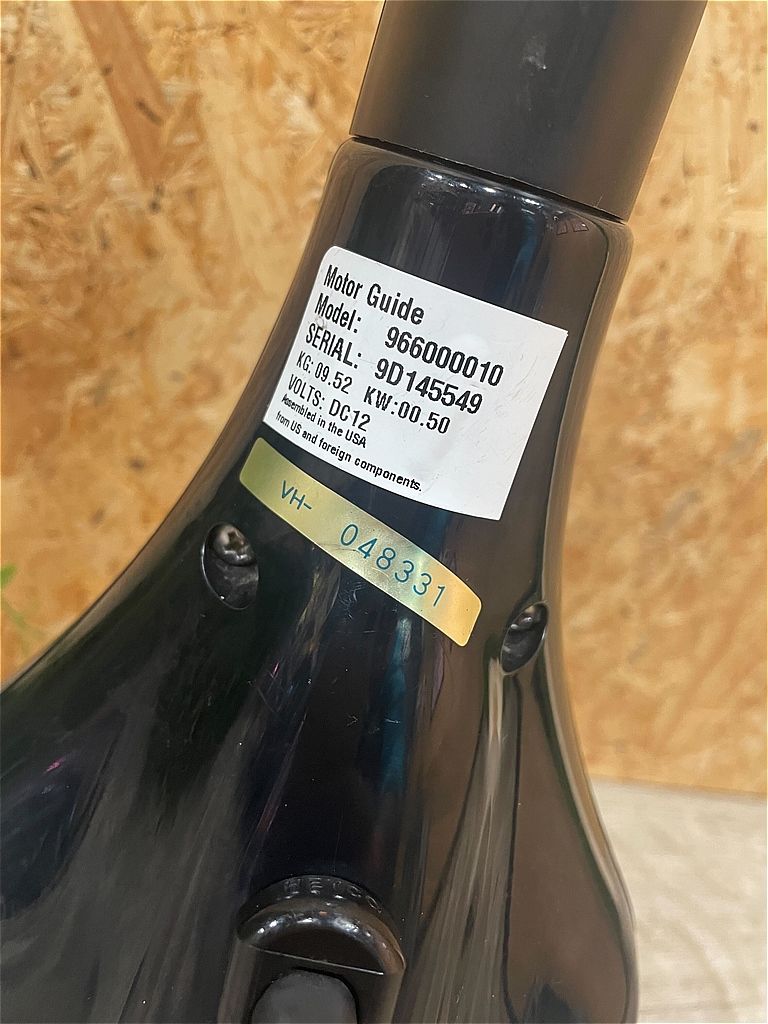 Motor Guide
Model: 966000010
SERIAL: 9D145549
KG: 09.52 KW:00.50
VOLTS: DC12
Assembled in the USA
from US and foreign components.
VH- 048331